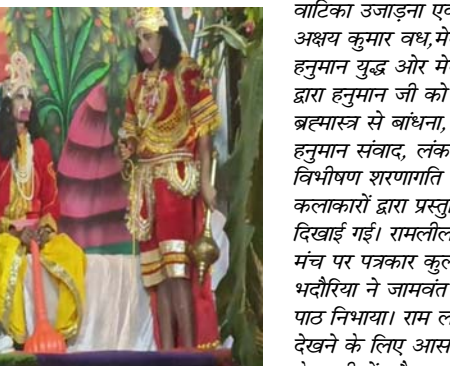 वाटिका उजाड़ना एव
अक्षय कुमार वध,मे
हनुमान युद्ध ओर मे
द्वारा हनुमान जी को
ब्रह्मास्त्र से बांधना,
हनुमान संवाद, लंक
विभीषण शरणागति
कलाकारों द्वारा प्रस्तु
दिखाई गई। रामलील
मंच पर पत्रकार कुल
भदौरिया ने जामवंत
पाठ निभाया। राम ल
देखने के लिए आस